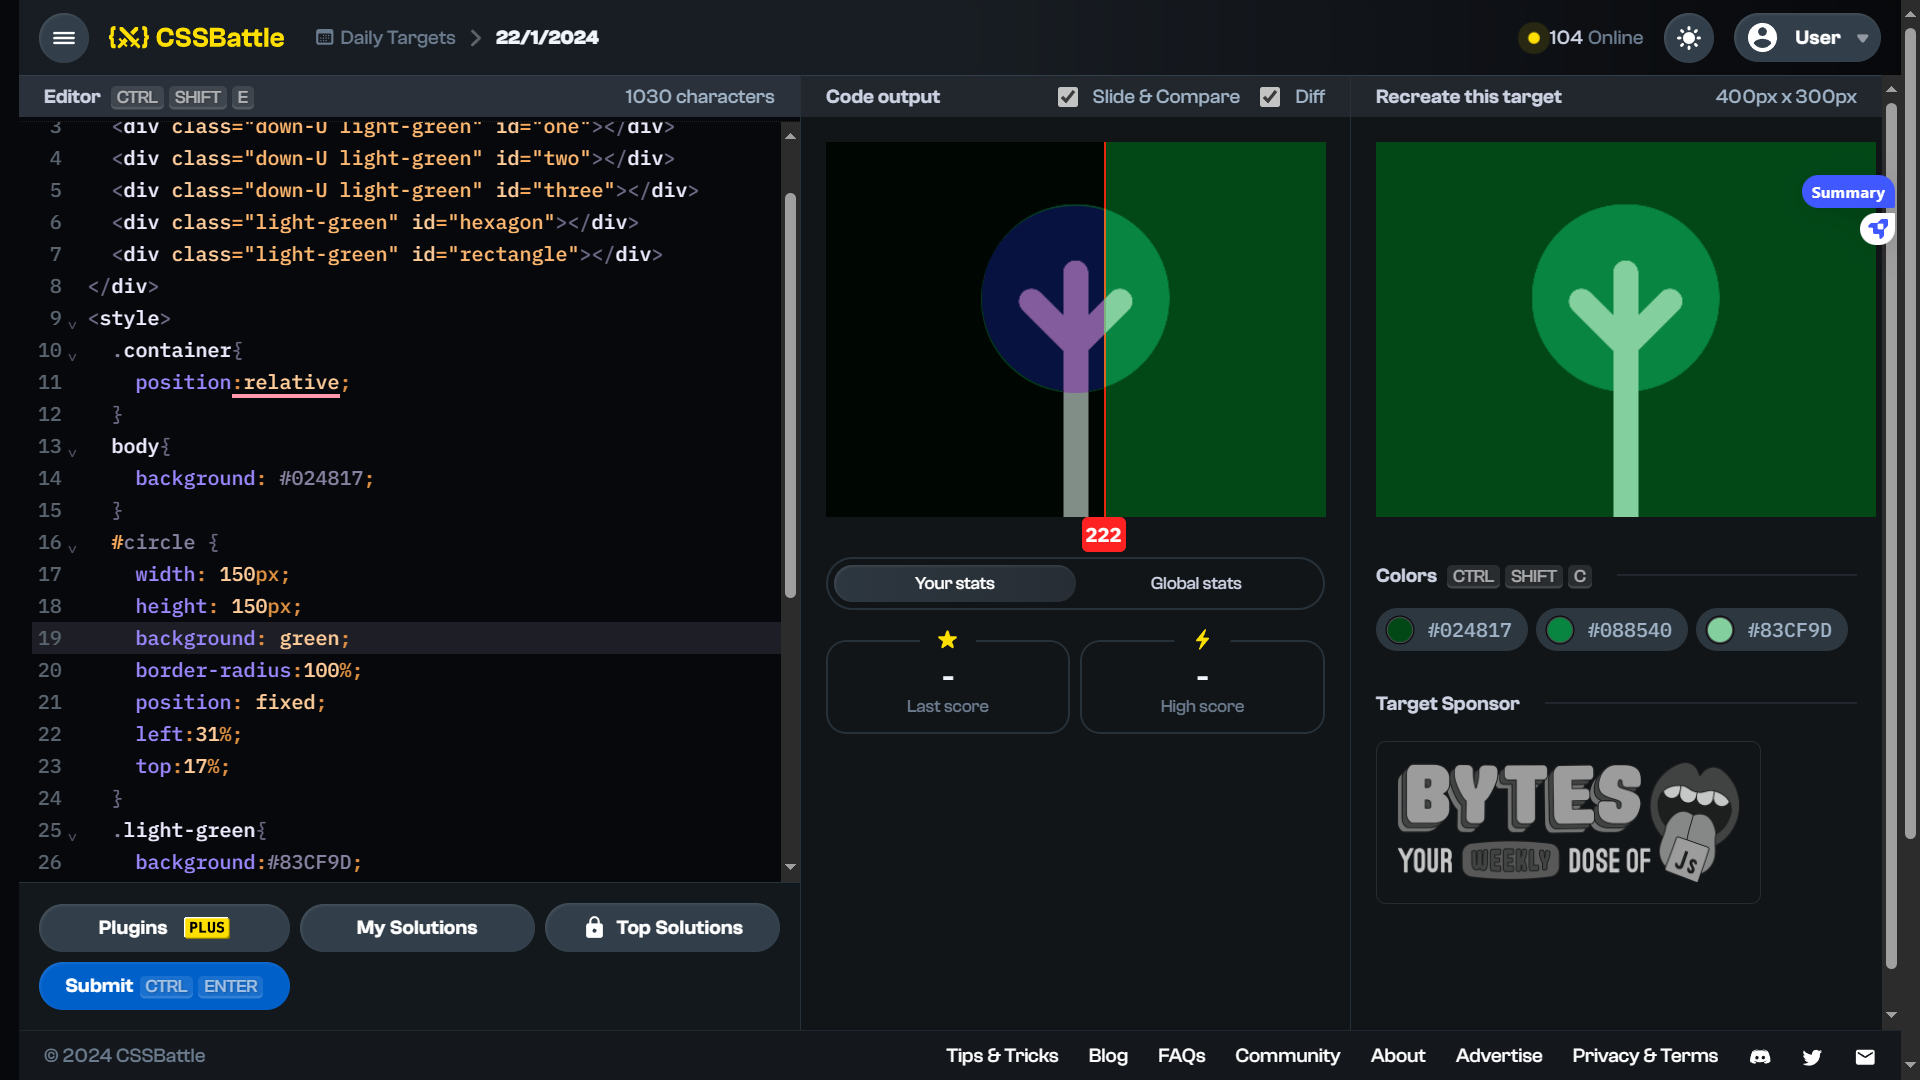 {X} CSSBattle
Daily Targets
22/1/2024
104 Online
User
Editor CTRL SHIFT E
1030 characters
3 <div class="down-U light-green" id="one"></div>
4 <div class="down-U light-green" id="two"></div>
5 <div class="down-U light-green" id="three"></div>
6 <div class="light-green" id="hexagon"></div>
7 <div class="light-green" id="rectangle"></div>
8 </div>
9 <style>
10 .container{
11 position:relative;
12 }
13 body{
14 background: #024817;
15 }
16 #circle {
17 width: 150px;
18 height: 150px;
19 background: green;
20 border-radius:100%;
21 position: fixed;
22 left:31%;
23 top:17%;
24 }
25 .light-green{
26 background:#83CF9D;
Plugins PLUS
My Solutions
Top Solutions
Submit CTRL ENTER
Code output
Slide & Compare
Diff
222
Your stats
Global stats
-
Last score
-
High score
Recreate this target
400px x 300px
Summary
Colors CTRL SHIFT C
#024817
#088540
#83CF9D
Target Sponsor
BYTES
YOUR WEEKLY DOSE OF JS
© 2024 CSSBattle
Tips & Tricks
Blog
FAQs
Community
About
Advertise
Privacy & Terms